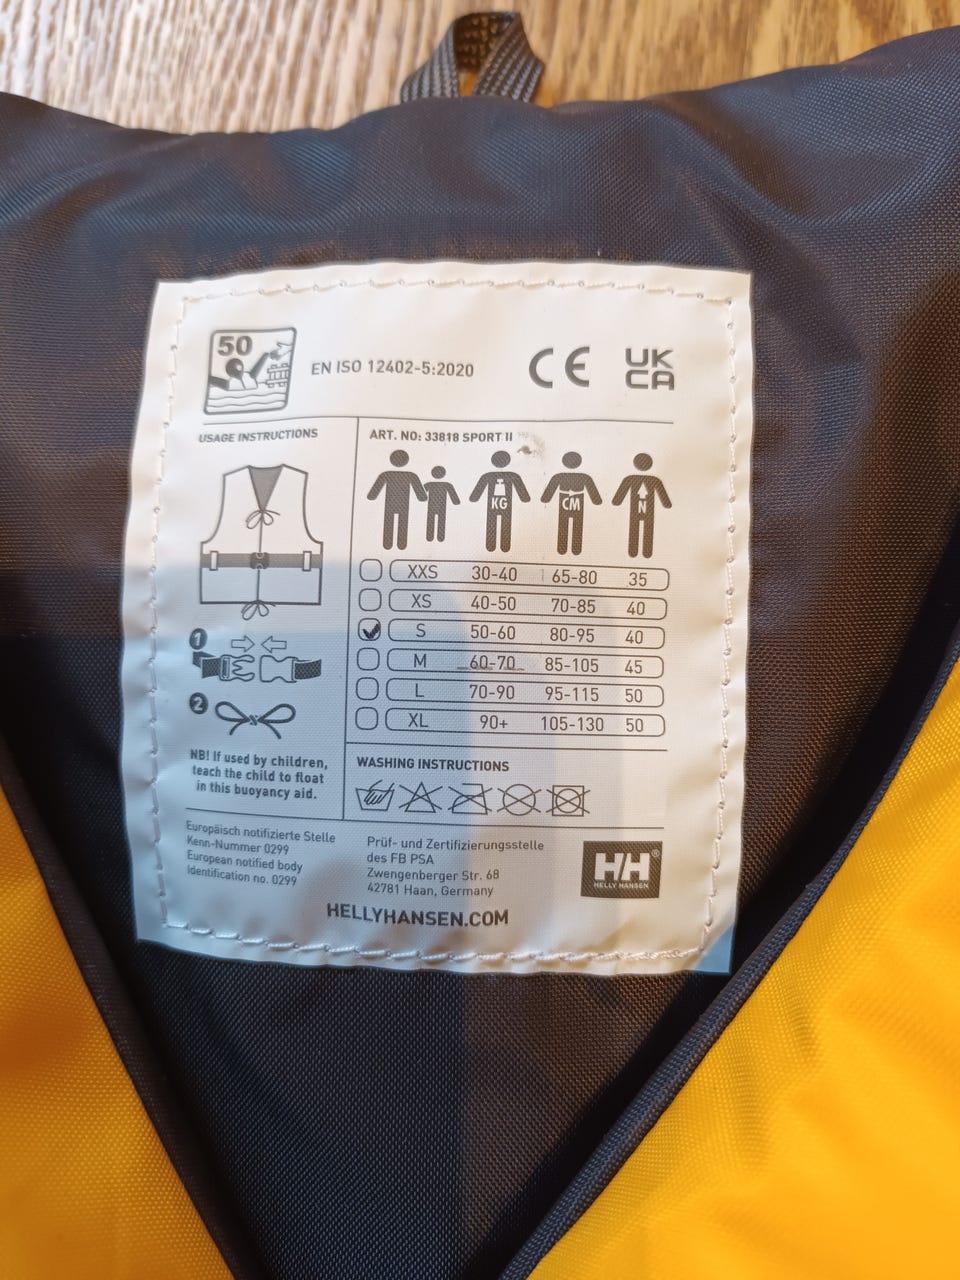 50
EN ISO 12402-5:2020
CE
UK
CA
USAGE INSTRUCTIONS
1
2
NB! If used by children,
teach the child to float
in this buoyancy aid.
ART. NO: 33818 SPORT II
KG CM N
XXS 30-40 65-80 35
XS 40-50 70-85 40
S 50-60 80-95 40
M 60-70 85-105 45
L 70-90 95-115 50
XL 90+ 105-130 50
WASHING INSTRUCTIONS
Europäisch notifizierte Stelle
Kenn-Nummer 0299
European notified body
Identification no. 0299
Prüf- und Zertifizierungsstelle
des FB PSA
Zwengenberger Str. 68
42781 Haan, Germany
HH®
HELLY HANSEN
HELLYHANSEN.COM